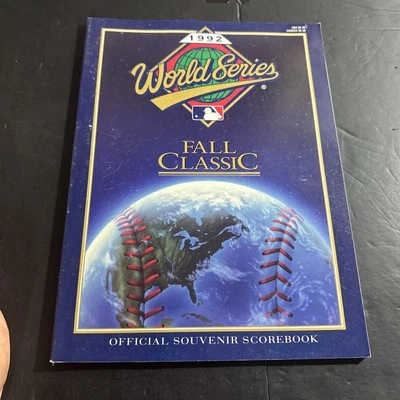 1992
World Series
®
FALL
CLASSIC
OFFICIAL SOUVENIR SCOREBOOK